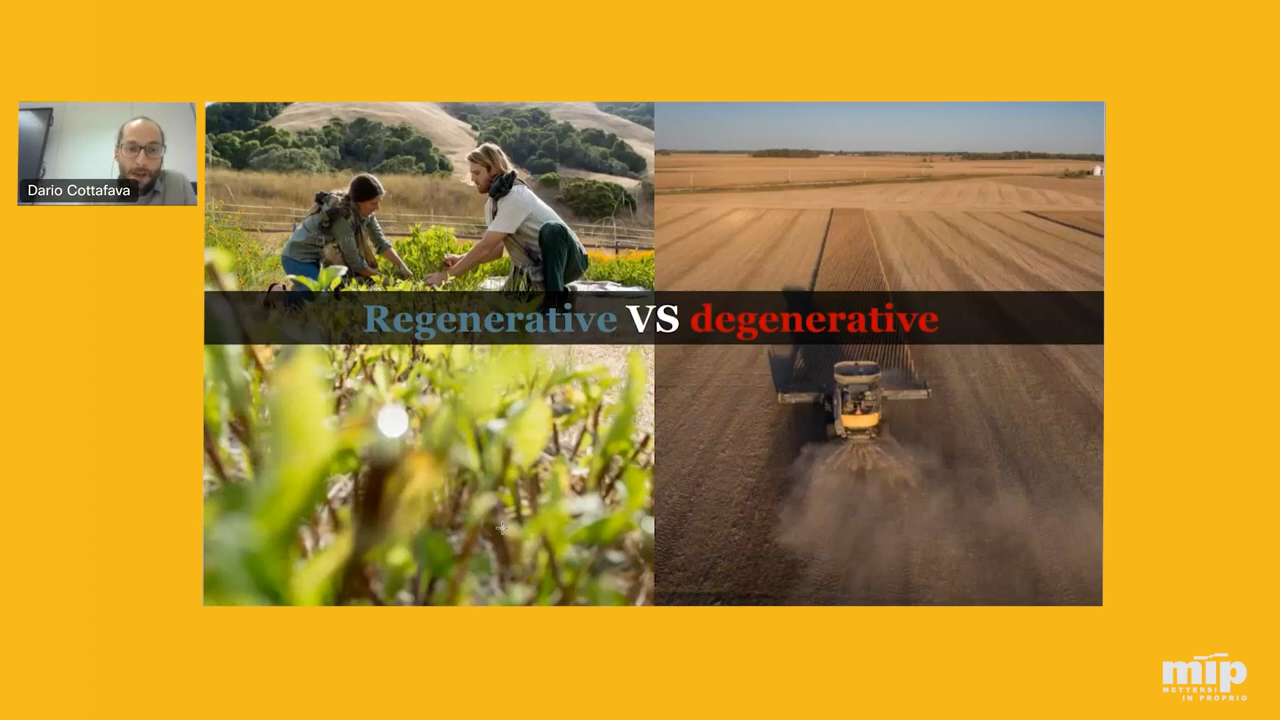 Dario Cottafava
Regenerative VS degenerative
mip
METTERSI
IN PROPRIO